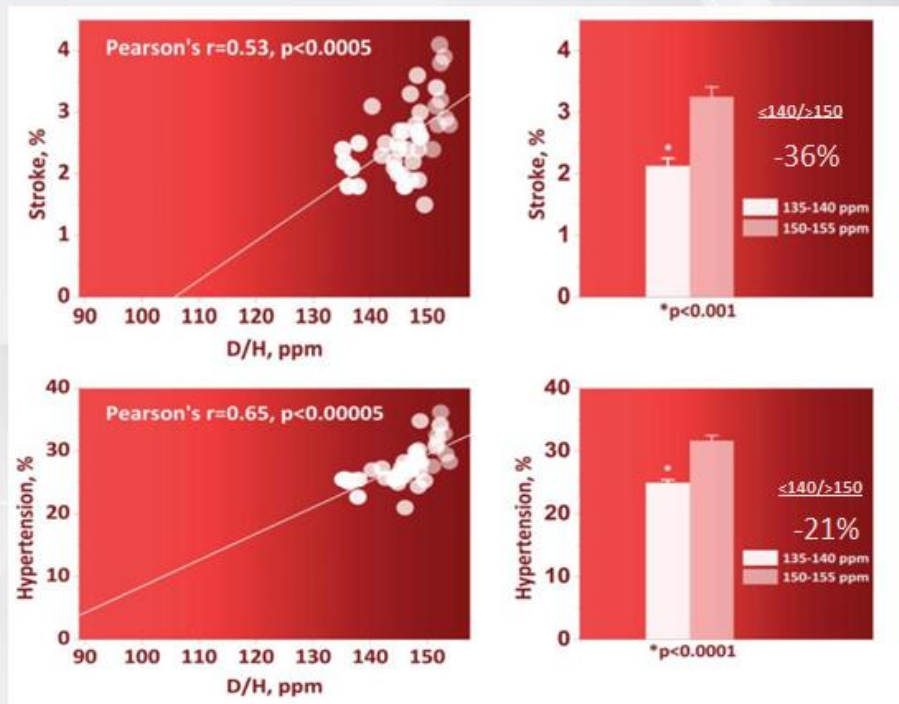 Pearson's r=0.53, p<0.0005
Stroke, %
4
3
2
1
0
90 100 110 120 130 140 150
D/H, ppm
Stroke, %
4
3
2
1
0
*
≤140/≥150
-36%
135-140 ppm
150-155 ppm
*p<0.001
Pearson's r=0.65, p<0.00005
Hypertension, %
40
30
20
10
0
90 100 110 120 130 140 150
D/H, ppm
Hypertension, %
40
30
20
10
0
*
≤140/≥150
-21%
135-140 ppm
150-155 ppm
*p<0.0001